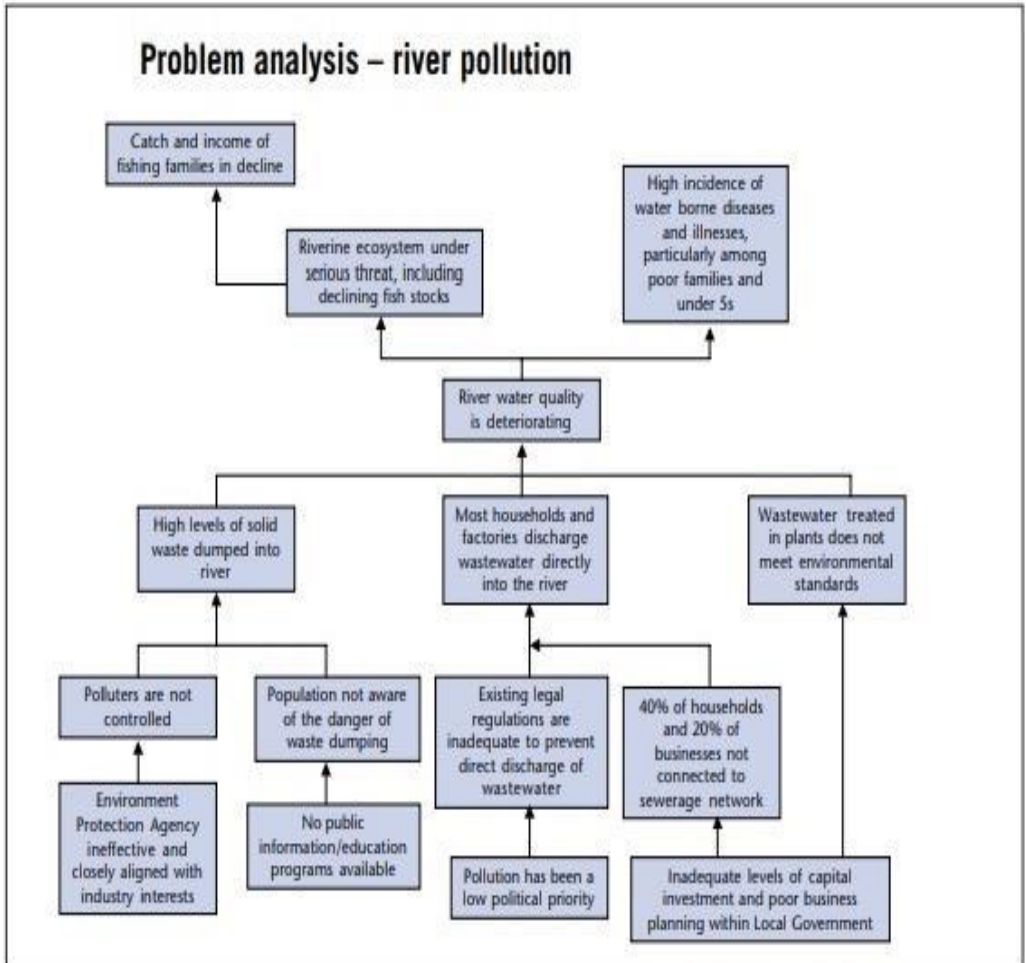 Problem analysis – river pollution
Catch and income of
fishing families in decline
High incidence of
water borne diseases
and illnesses,
particularly among
poor families and
under 5s
Riverine ecosystem under
serious threat, including
declining fish stocks
River water quality
is deteriorating
High levels of solid
waste dumped into
river
Most households and
factories discharge
wastewater directly
into the river
Wastewater treated
in plants does not
meet environmental
standards
Polluters are not
controlled
Population not aware
of the danger of
waste dumping
Existing legal
regulations are
inadequate to prevent
direct discharge of
wastewater
40% of households
and 20% of
businesses not
connected to
sewerage network
Environment
Protection Agency
ineffective and
closely aligned with
industry interests
No public
information/education
programs available
Pollution has been a
low political priority
Inadequate levels of capital
investment and poor business
planning within Local Government